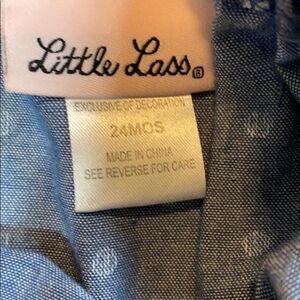 Little Lass®
EXCLUSIVE OF DECORATION
24MOS
MADE IN CHINA
SEE REVERSE FOR CARE